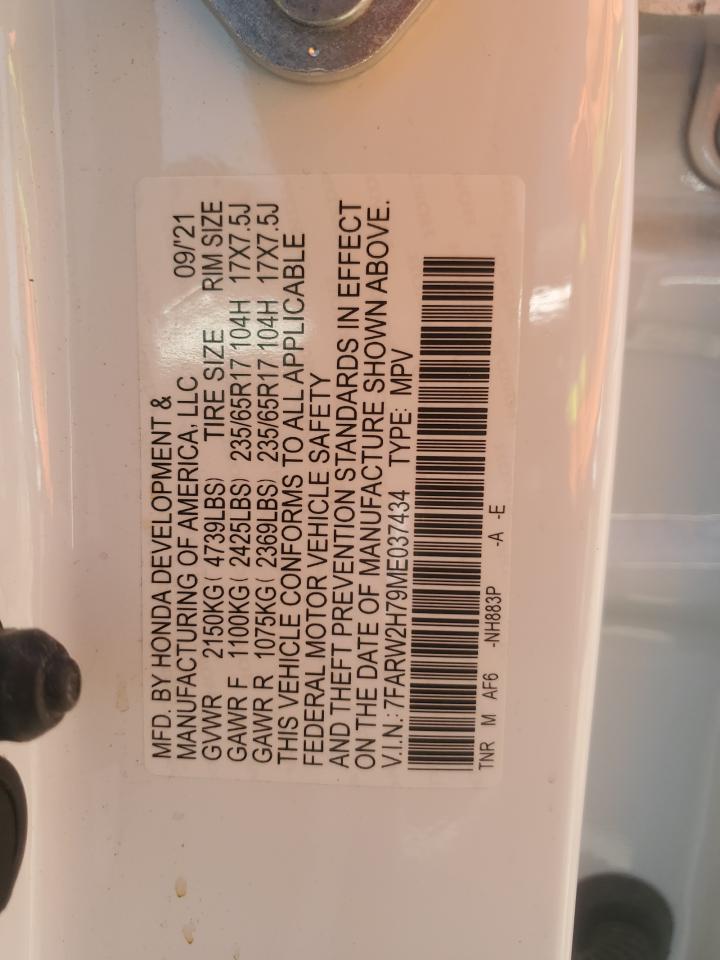 MFD. BY HONDA DEVELOPMENT &
MANUFACTURING OF AMERICA, LLC 09/'21
GVWR 2150KG( 4739LBS) TIRE SIZE RIM SIZE
GAWR F 1100KG( 2425LBS) 235/65R17 104H 17X7.5J
GAWR R 1075KG( 2369LBS) 235/65R17 104H 17X7.5J
THIS VEHICLE CONFORMS TO ALL APPLICABLE
FEDERAL MOTOR VEHICLE SAFETY
AND THEFT PREVENTION STANDARDS IN EFFECT
ON THE DATE OF MANUFACTURE SHOWN ABOVE.
V.I.N.: 7FARW2H79ME037434 TYPE: MPV
TNR M AF6 -NH883P -A -E